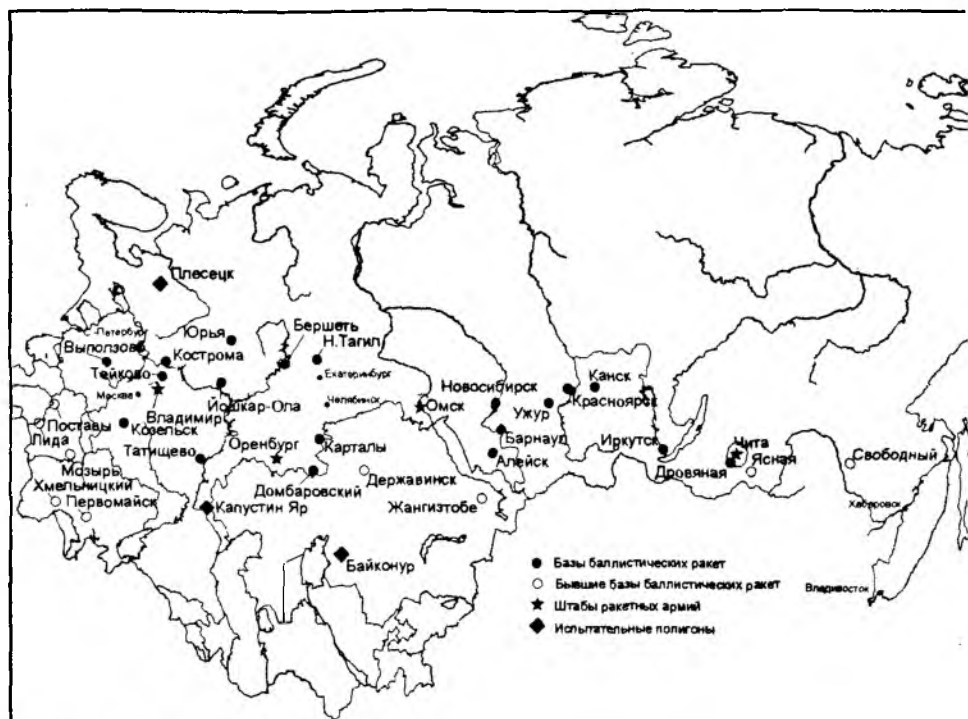 Плесецк
С.-Петербург
Юрья
Бершеть
Н.Тагил
Выползово
Кострома
Тейково
Екатеринбург
Москва
Йошкар-Ола
Челябинск
Владимир
Козельск
Поставы
Лида
Мозырь
Хмельницкий
Первомайск
Татищево
Оренбург
Карталы
Домбаровский
Державинск
Капустин Яр
Жангизтобе
Байконур
Омск
Новосибирск
Ужур
Канск
Красноярск
Барнаул
Алейск
Иркутск
Чита
Дровяная
Ясная
Свободный
Хабаровск
Владивосток
Базы баллистических ракет
Бывшие базы баллистических ракет
Штабы ракетных армий
Испытательные полигоны